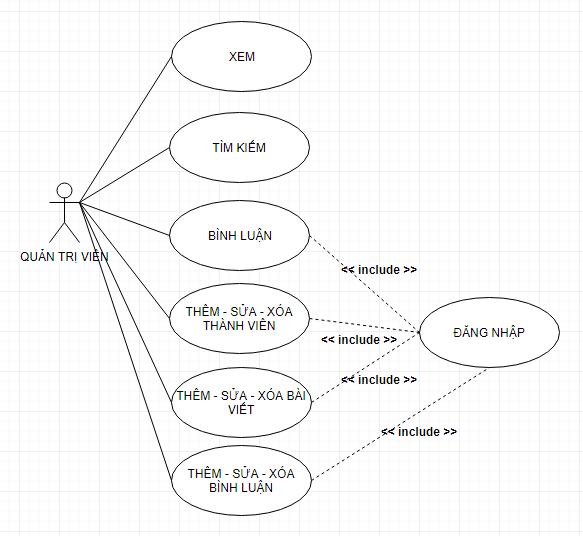 XEM
TÌM KIẾM
QUẢN TRỊ VIÊN
BÌNH LUẬN
<< include >>
THÊM - SỬA - XÓA
THÀNH VIÊN
<< include >>
ĐĂNG NHẬP
THÊM - SỬA - XÓA BÀI
VIẾT
<< include >>
<< include >>
THÊM - SỬA - XÓA
BÌNH LUẬN